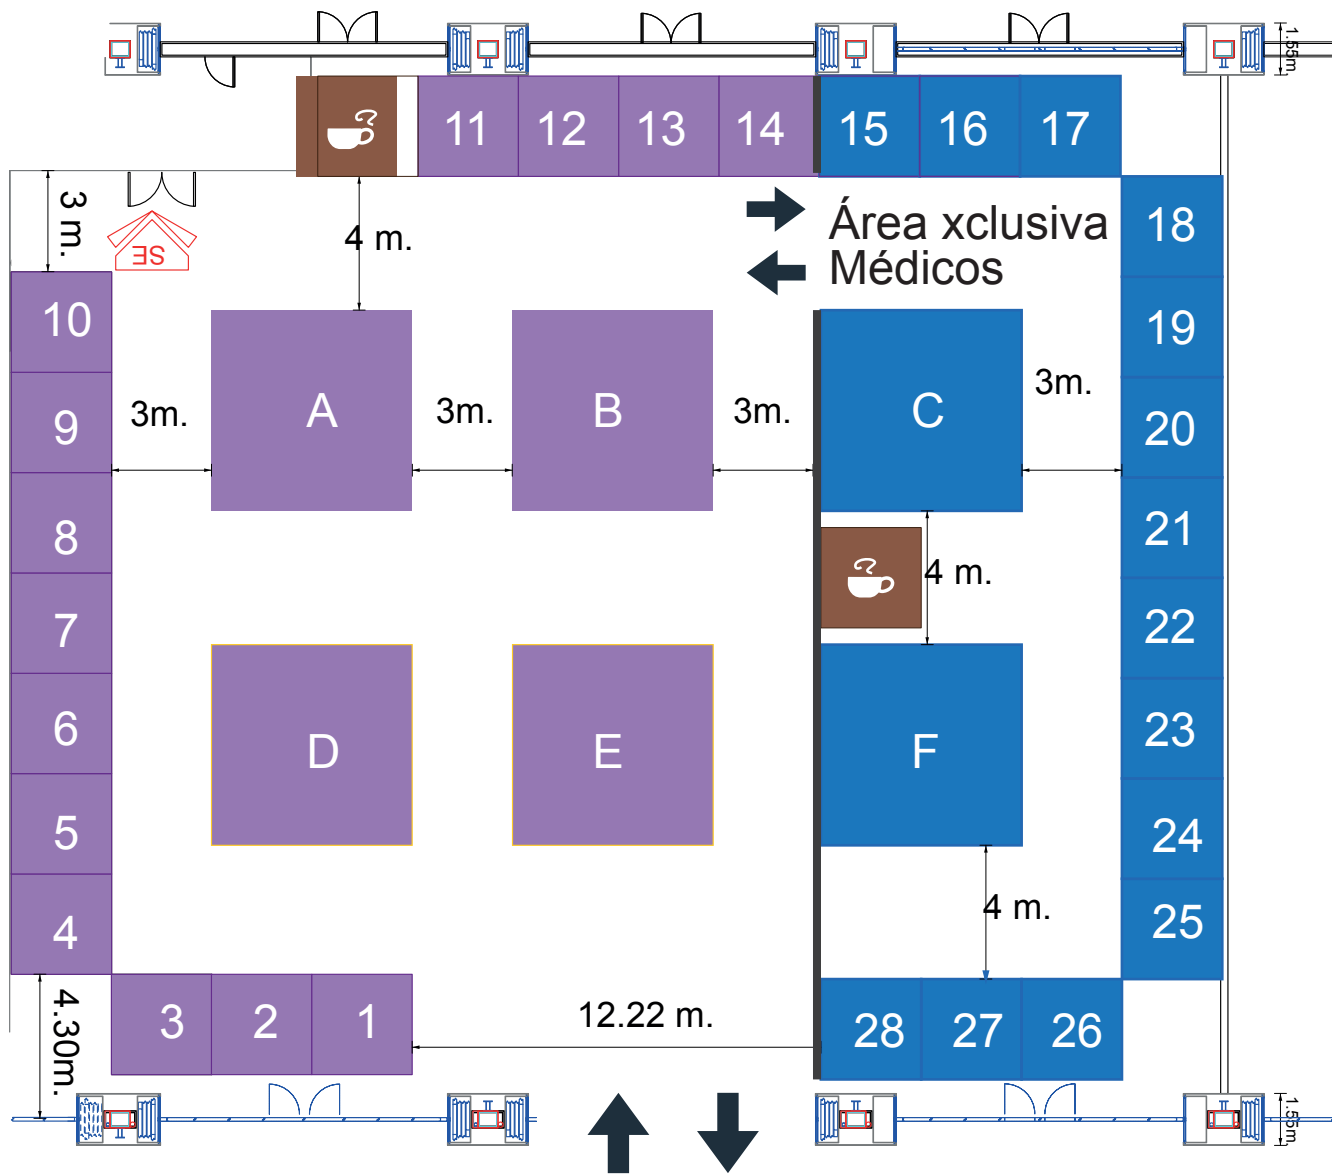 1.55m.
11
12
13
14
15
16
17
3 m.
SE
4 m.
Área xclusiva
Médicos
18
10
19
9
3m.
A
3m.
B
3m.
C
3m.
20
8
21
4 m.
7
22
6
D
E
F
23
5
24
4
4 m.
25
4.30m.
3
2
1
12.22 m.
28
27
26
1.55m.